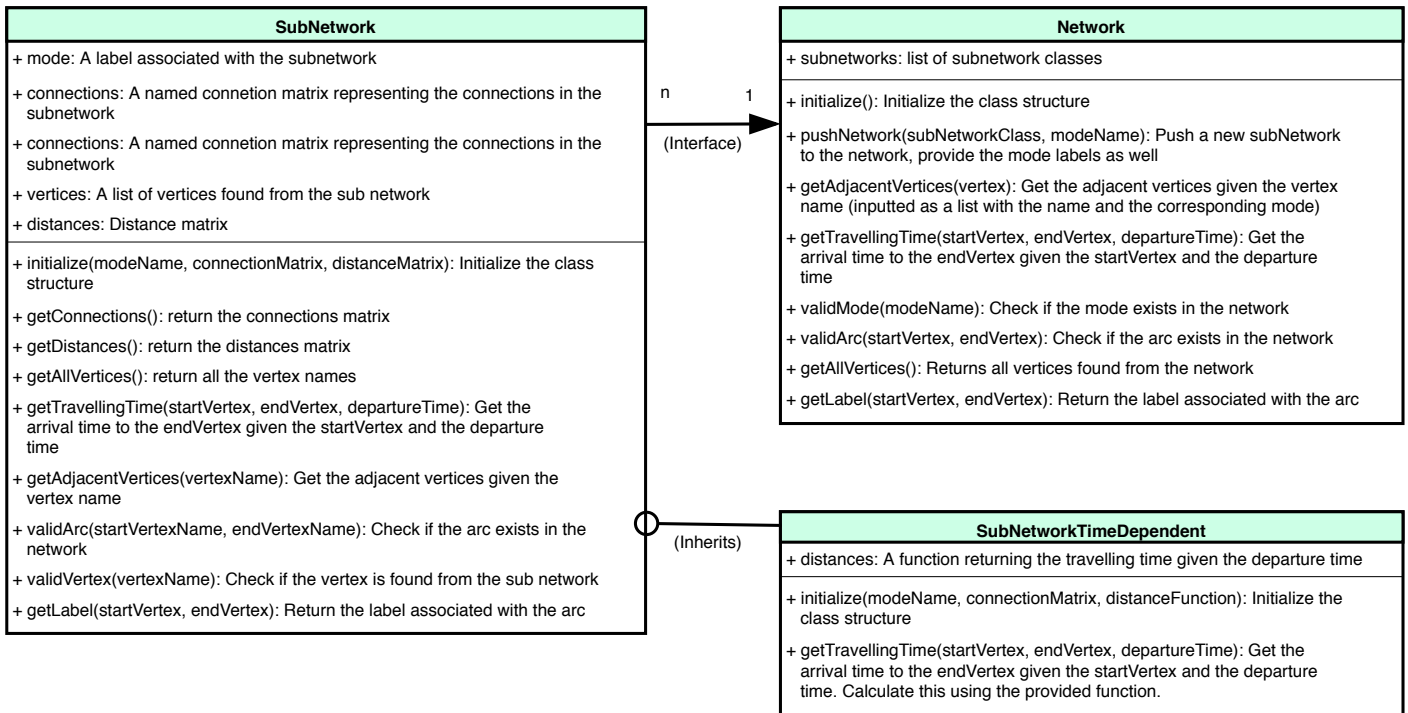 SubNetwork
+ mode: A label associated with the subnetwork
+ connections: A named connetion matrix representing the connections in the
subnetwork
+ connections: A named connetion matrix representing the connections in the
subnetwork
+ vertices: A list of vertices found from the sub network
+ distances: Distance matrix
+ initialize(modeName, connectionMatrix, distanceMatrix): Initialize the class
structure
+ getConnections(): return the connections matrix
+ getDistances(): return the distances matrix
+ getAllVertices(): return all the vertex names
+ getTravellingTime(startVertex, endVertex, departureTime): Get the
arrival time to the endVertex given the startVertex and the departure
time
+ getAdjacentVertices(vertexName): Get the adjacent vertices given the
vertex name
+ validArc(startVertexName, endVertexName): Check if the arc exists in the
network
+ validVertex(vertexName): Check if the vertex is found from the sub network
+ getLabel(startVertex, endVertex): Return the label associated with the arc
n 1
(Interface)
Network
+ subnetworks: list of subnetwork classes
+ initialize(): Initialize the class structure
+ pushNetwork(subNetworkClass, modeName): Push a new subNetwork
to the network, provide the mode labels as well
+ getAdjacentVertices(vertex): Get the adjacent vertices given the vertex
name (inputted as a list with the name and the corresponding mode)
+ getTravellingTime(startVertex, endVertex, departureTime): Get the
arrival time to the endVertex given the startVertex and the departure
time
+ validMode(modeName): Check if the mode exists in the network
+ validArc(startVertex, endVertex): Check if the arc exists in the network
+ getAllVertices(): Returns all vertices found from the network
+ getLabel(startVertex, endVertex): Return the label associated with the arc
(Inherits)
SubNetworkTimeDependent
+ distances: A function returning the travelling time given the departure time
+ initialize(modeName, connectionMatrix, distanceFunction): Initialize the
class structure
+ getTravellingTime(startVertex, endVertex, departureTime): Get the
arrival time to the endVertex given the startVertex and the departure
time. Calculate this using the provided function.